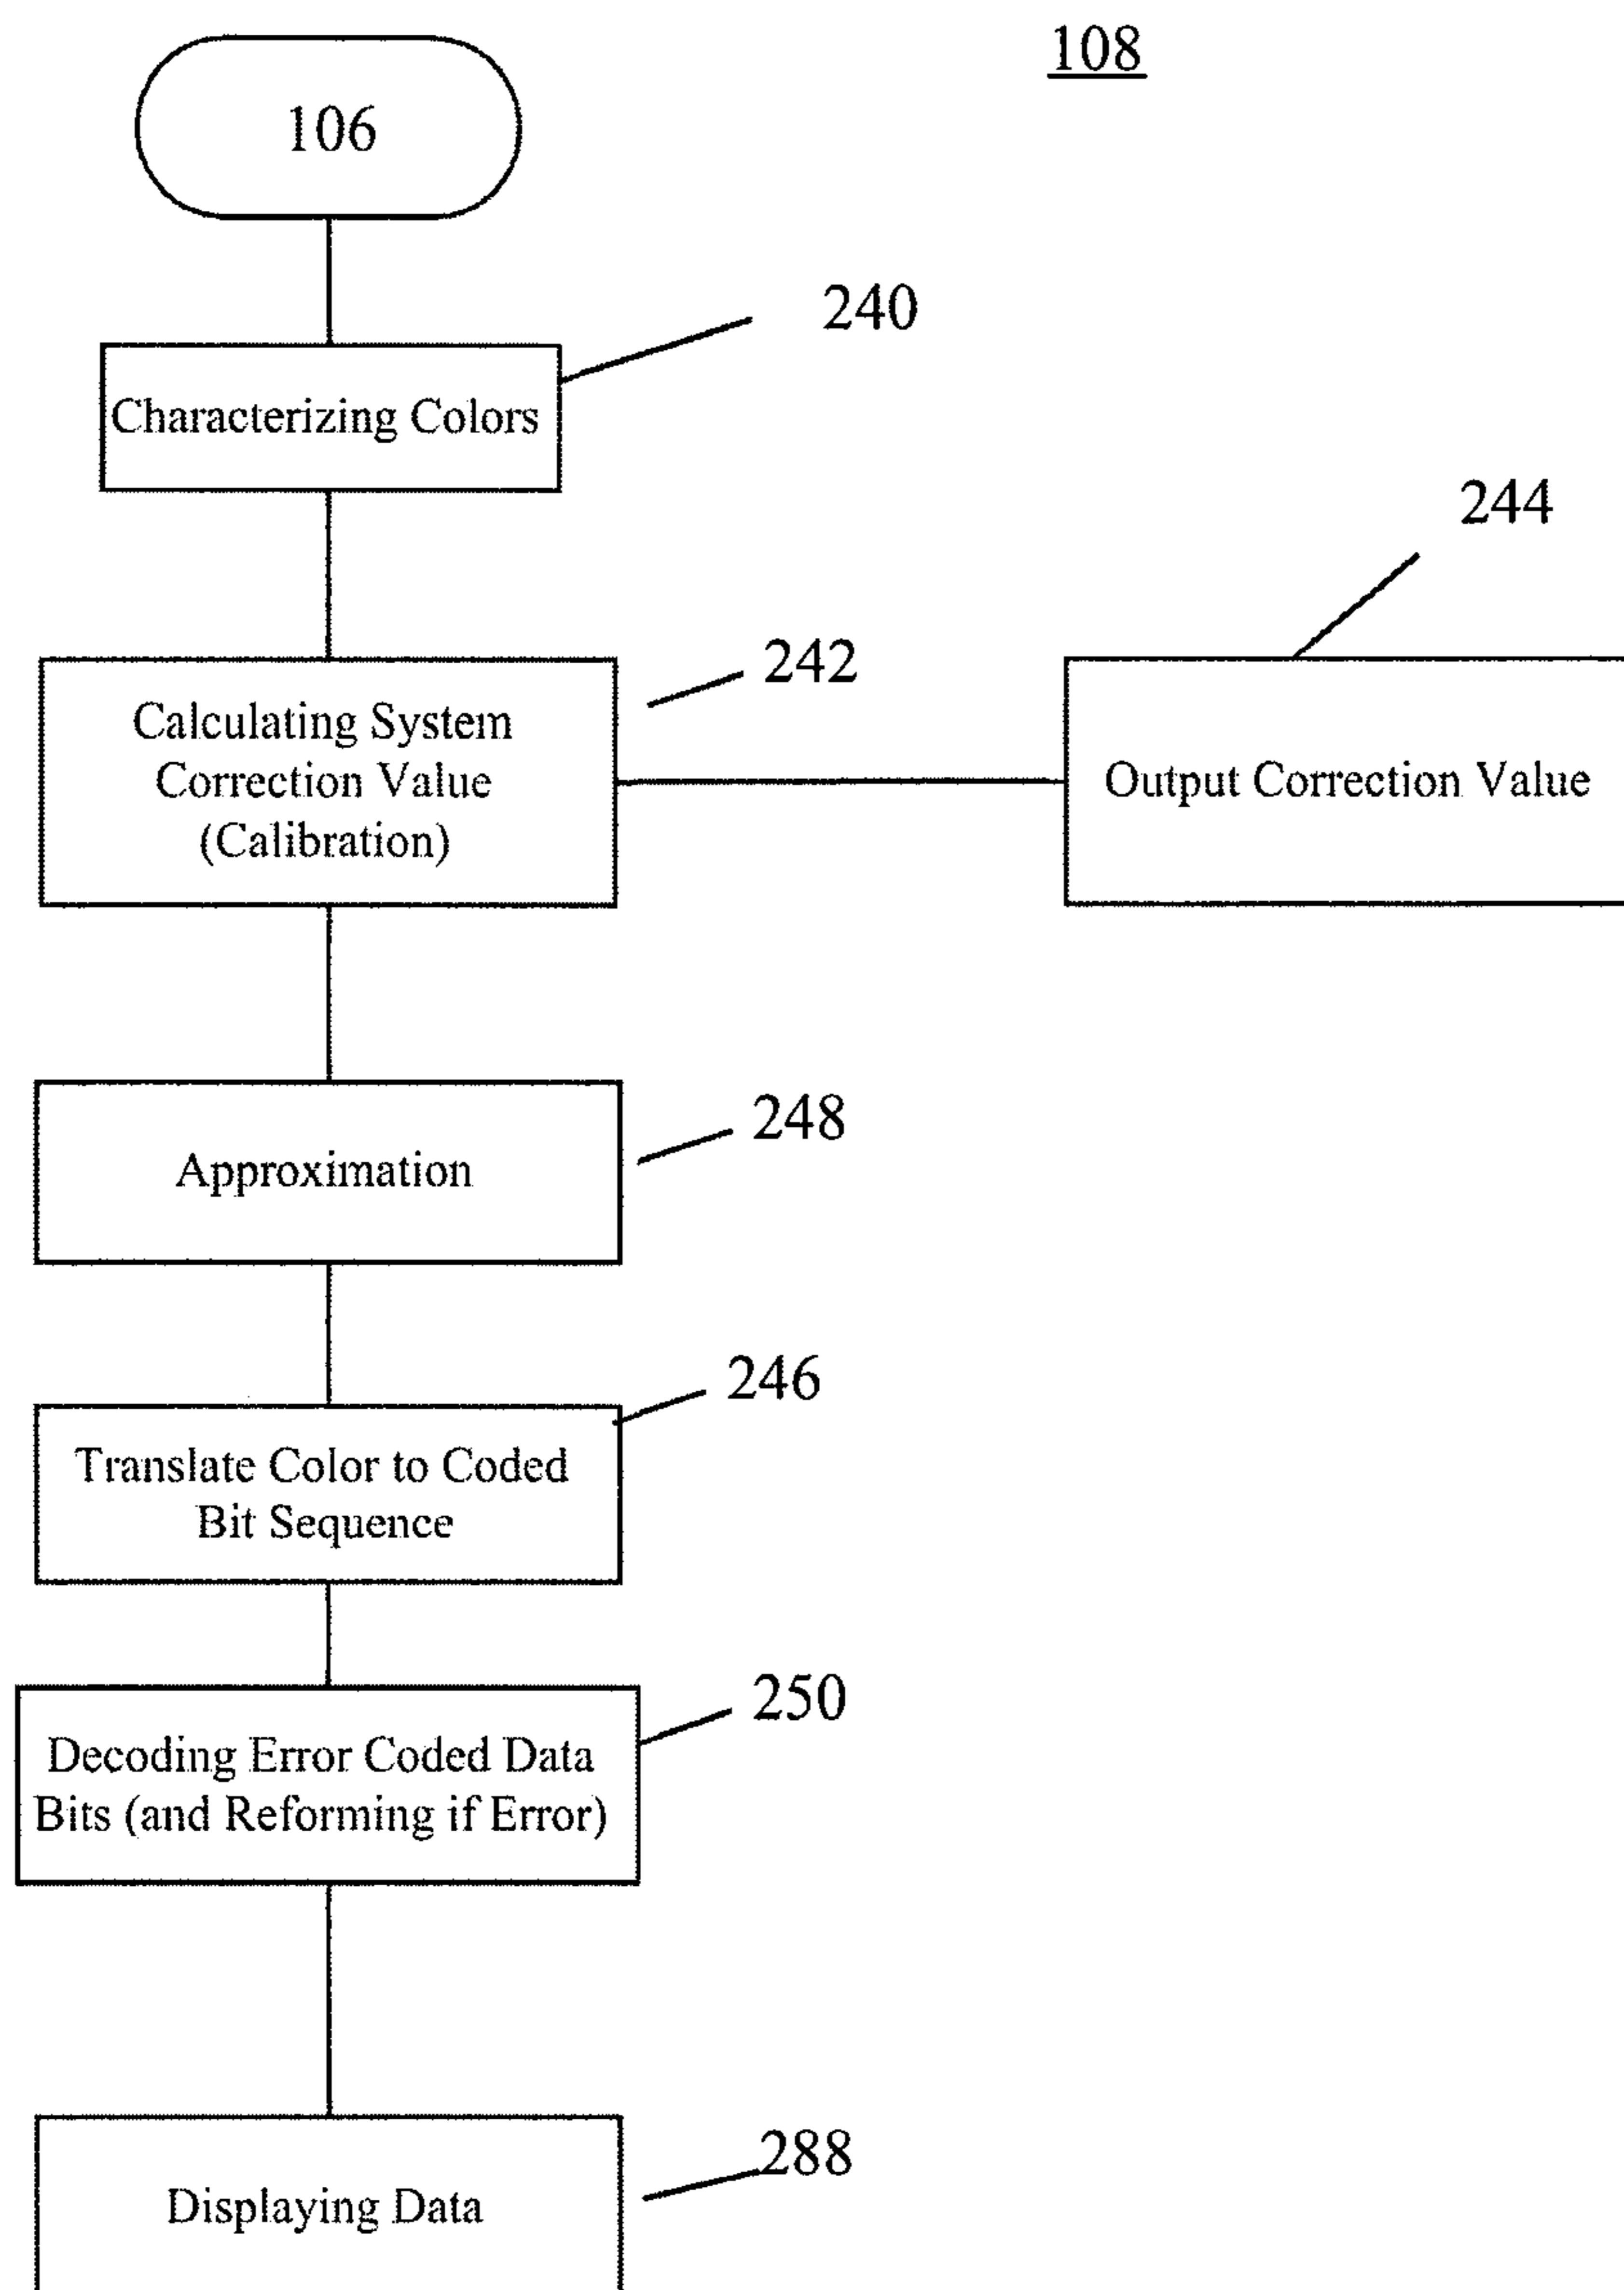 108
106
240
Characterizing Colors
244
242
Calculating System
Correction Value
(Calibration)
Output Correction Value
248
Approximation
246
Translate Color to Coded
Bit Sequence
250
Decoding Error Coded Data
Bits (and Reforming if Error)
288
Displaying Data